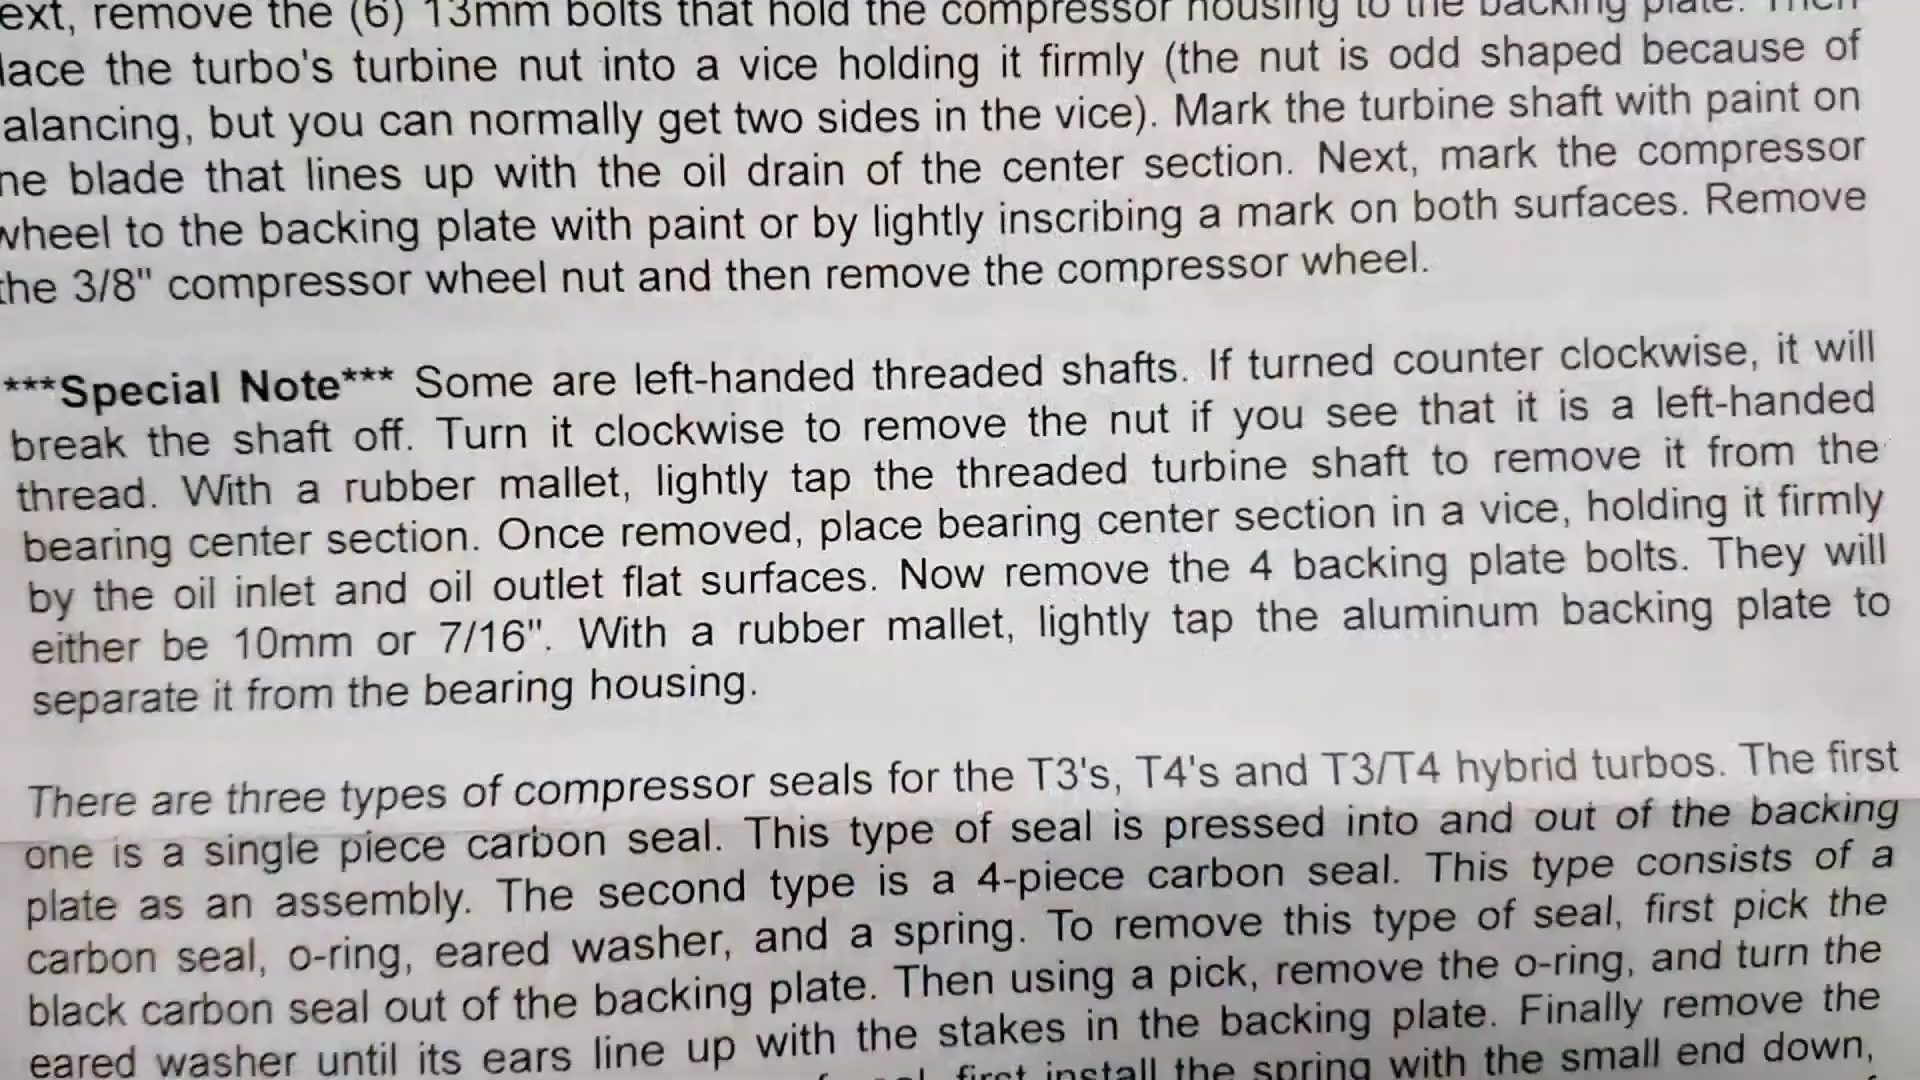 ext, remove the (6) 13mm bolts that hold the compressor housing to the backing plate. Then
lace the turbo's turbine nut into a vice holding it firmly (the nut is odd shaped because of
alancing, but you can normally get two sides in the vice). Mark the turbine shaft with paint on
ne blade that lines up with the oil drain of the center section. Next, mark the compressor
wheel to the backing plate with paint or by lightly inscribing a mark on both surfaces. Remove
the 3/8" compressor wheel nut and then remove the compressor wheel.
***Special Note*** Some are left-handed threaded shafts. If turned counter clockwise, it will
break the shaft off. Turn it clockwise to remove the nut if you see that it is a left-handed
thread. With a rubber mallet, lightly tap the threaded turbine shaft to remove it from the
bearing center section. Once removed, place bearing center section in a vice, holding it firmly
by the oil inlet and oil outlet flat surfaces. Now remove the 4 backing plate bolts. They will
either be 10mm or 7/16". With a rubber mallet, lightly tap the aluminum backing plate to
separate it from the bearing housing.
There are three types of compressor seals for the T3's, T4's and T3/T4 hybrid turbos. The first
one is a single piece carbon seal. This type of seal is pressed into and out of the backing
plate as an assembly. The second type is a 4-piece carbon seal. This type consists of a
carbon seal, o-ring, eared washer, and a spring. To remove this type of seal, first pick the
black carbon seal out of the backing plate. Then using a pick, remove the o-ring, and turn the
eared washer until its ears line up with the stakes in the backing plate. Finally remove the
first install the spring with the small end down,